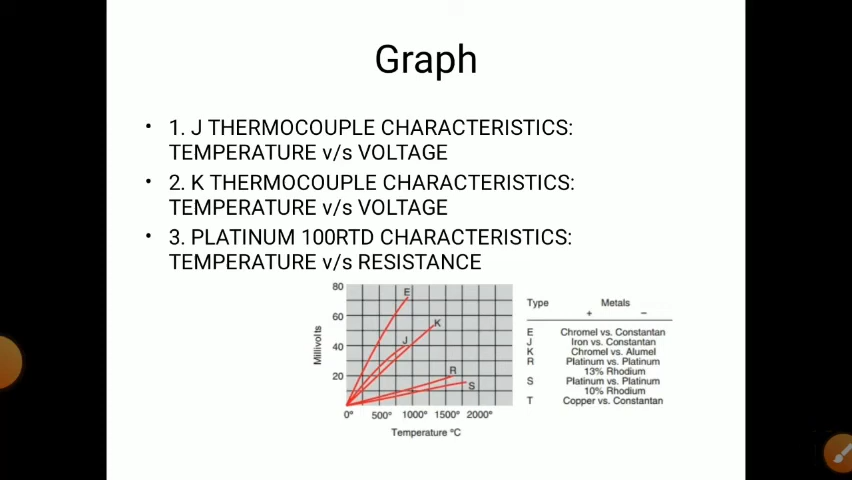 Graph
• 1. J THERMOCOUPLE CHARACTERISTICS:
TEMPERATURE v/s VOLTAGE
• 2. K THERMOCOUPLE CHARACTERISTICS:
TEMPERATURE v/s VOLTAGE
• 3. PLATINUM 100RTD CHARACTERISTICS:
TEMPERATURE v/s RESISTANCE
80
60
40
20
Millivolts
E
K
J
R
S
0° 500° 1000° 1500° 2000°
Temperature °C
Type Metals
+ −
E Chromel vs. Constantan
J Iron vs. Constantan
K Chromel vs. Alumel
R Platinum vs. Platinum
13% Rhodium
S Platinum vs. Platinum
10% Rhodium
T Copper vs. Constantan